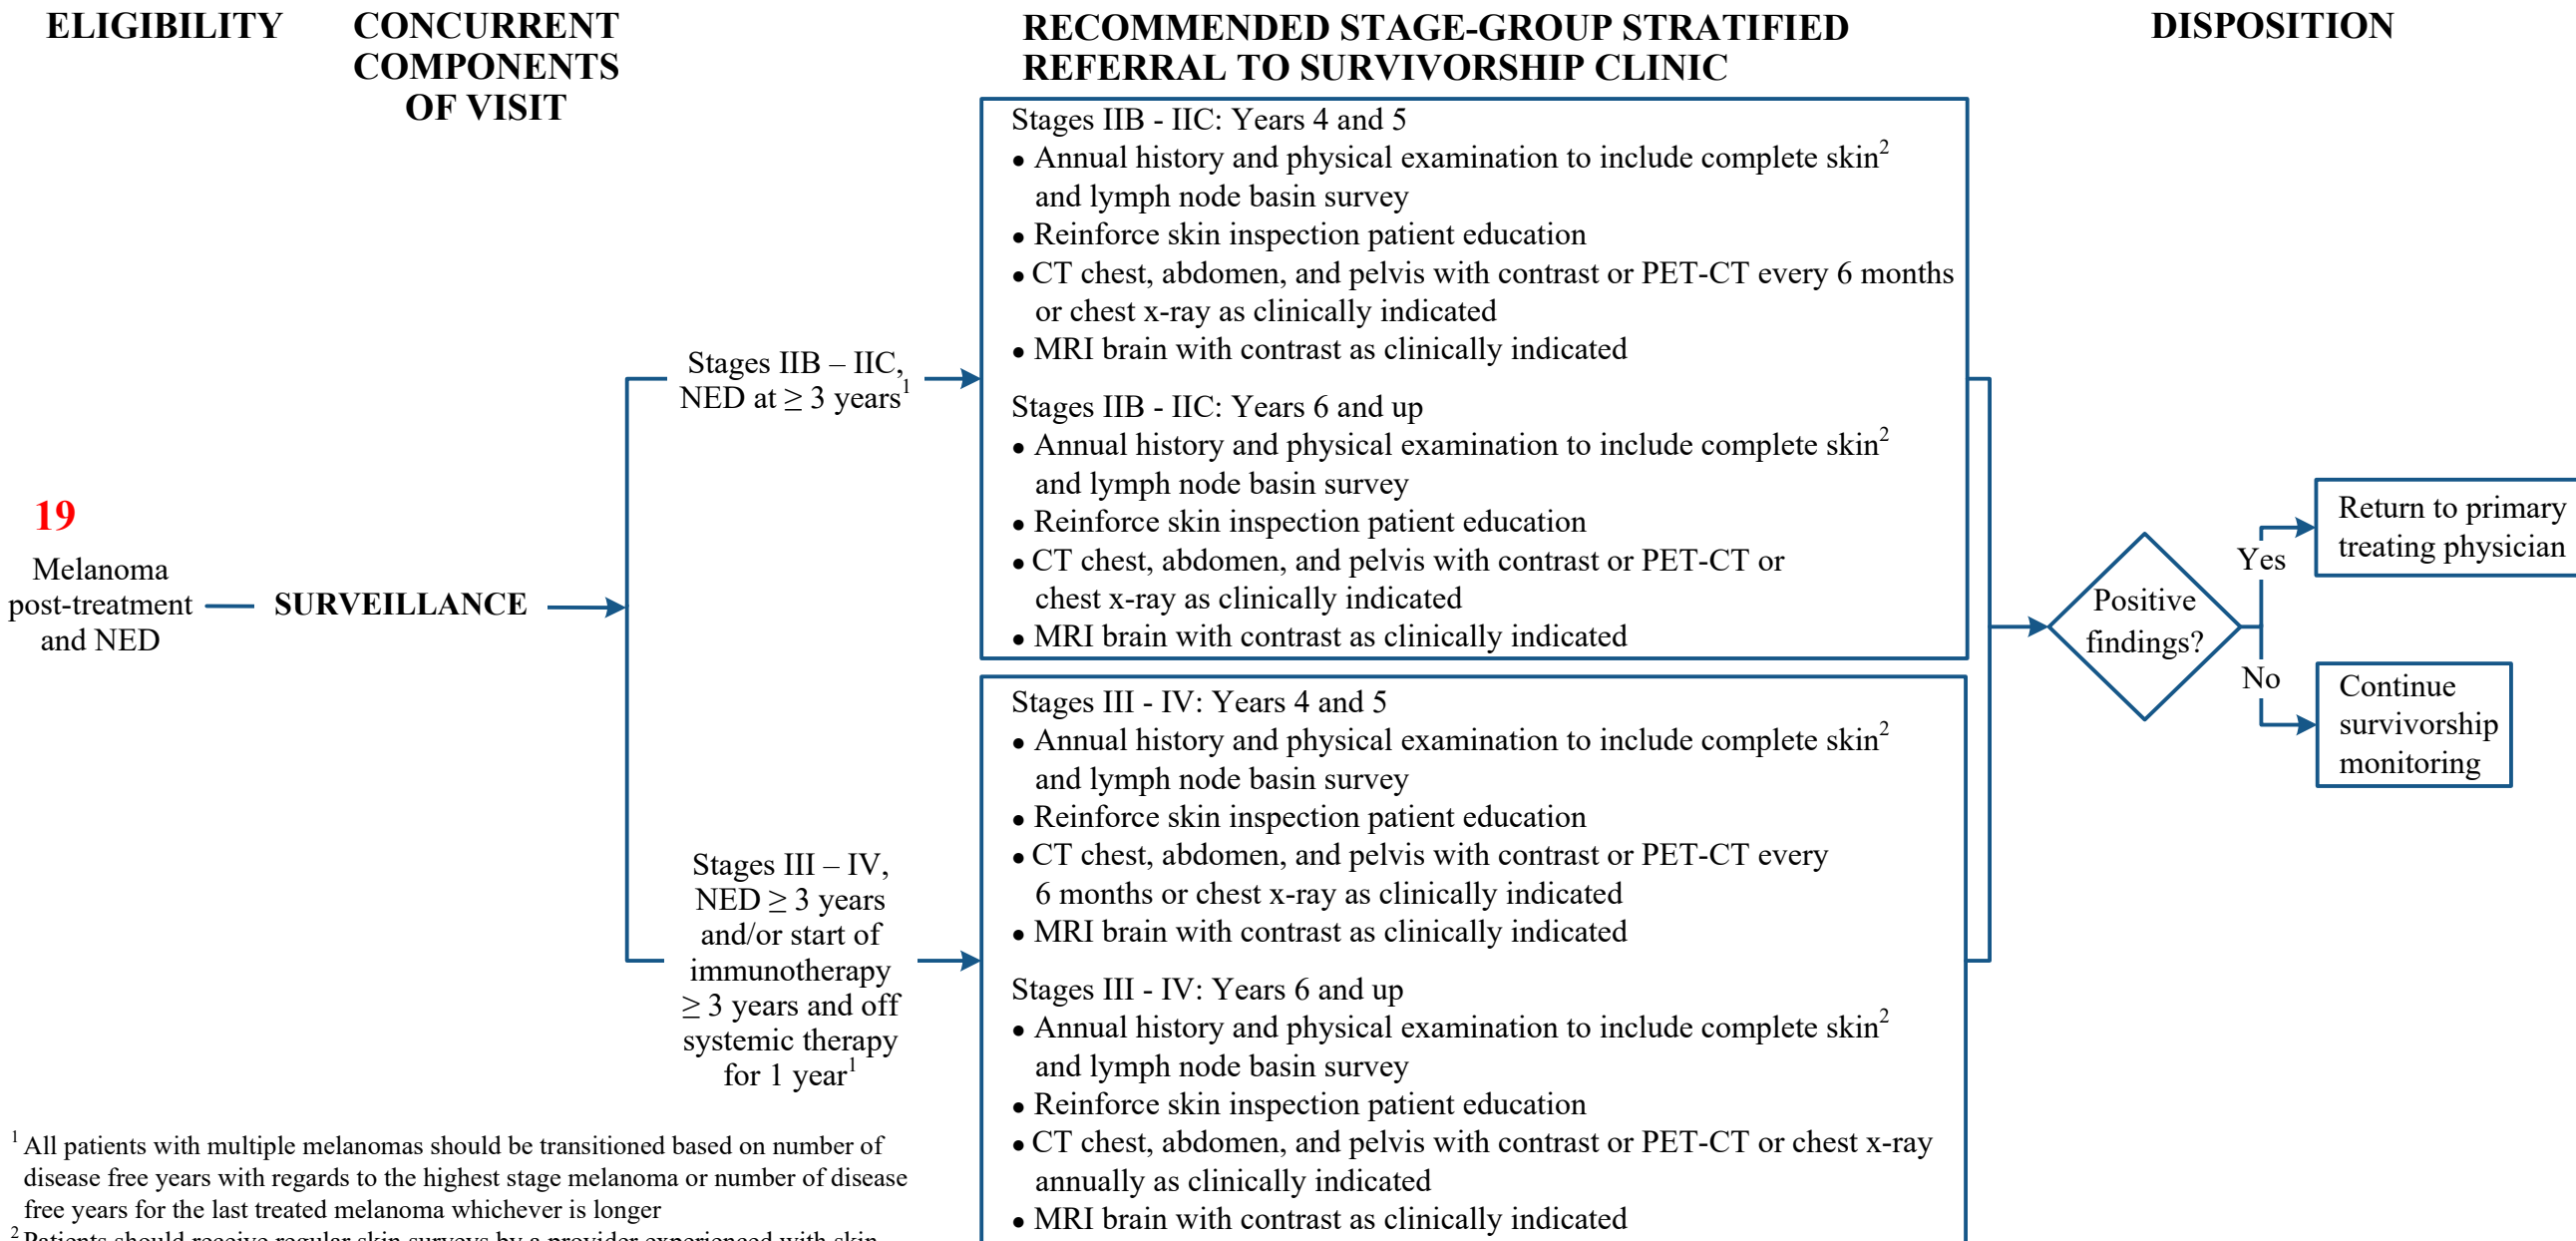 ELIGIBILITY
CONCURRENT
COMPONENTS
OF VISIT
RECOMMENDED STAGE-GROUP STRATIFIED
REFERRAL TO SURVIVORSHIP CLINIC
DISPOSITION
19
Melanoma
post-treatment
and NED
SURVEILLANCE
Stages IIB – IIC,
NED at ≥ 3 years1
Stages IIB - IIC: Years 4 and 5
• Annual history and physical examination to include complete skin2
and lymph node basin survey
• Reinforce skin inspection patient education
• CT chest, abdomen, and pelvis with contrast or PET-CT every 6 months
or chest x-ray as clinically indicated
• MRI brain with contrast as clinically indicated
Stages IIB - IIC: Years 6 and up
• Annual history and physical examination to include complete skin2
and lymph node basin survey
• Reinforce skin inspection patient education
• CT chest, abdomen, and pelvis with contrast or PET-CT or
chest x-ray as clinically indicated
• MRI brain with contrast as clinically indicated
Stages III – IV,
NED ≥ 3 years
and/or start of
immunotherapy
≥ 3 years and off
systemic therapy
for 1 year1
Stages III - IV: Years 4 and 5
• Annual history and physical examination to include complete skin2
and lymph node basin survey
• Reinforce skin inspection patient education
• CT chest, abdomen, and pelvis with contrast or PET-CT every
6 months or chest x-ray as clinically indicated
• MRI brain with contrast as clinically indicated
Stages III - IV: Years 6 and up
• Annual history and physical examination to include complete skin2
and lymph node basin survey
• Reinforce skin inspection patient education
• CT chest, abdomen, and pelvis with contrast or PET-CT or chest x-ray
annually as clinically indicated
• MRI brain with contrast as clinically indicated
Positive
findings?
Yes
Return to primary
treating physician
No
Continue
survivorship
monitoring
1 All patients with multiple melanomas should be transitioned based on number of
disease free years with regards to the highest stage melanoma or number of disease
free years for the last treated melanoma whichever is longer
2 Patients should receive regular skin surveys by a provider experienced with skin